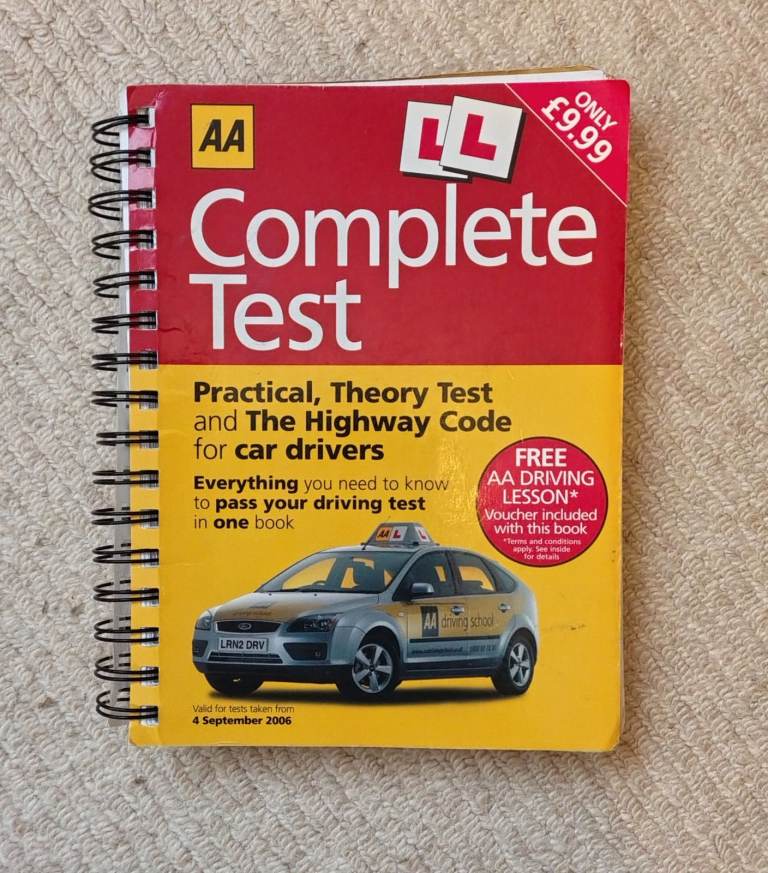 AA
L L
ONLY
£9.99
Complete
Test
Practical, Theory Test
and The Highway Code
for car drivers
Everything you need to know
to pass your driving test
in one book
FREE
AA DRIVING
LESSON*
Voucher included
with this book
*Terms and conditions
apply. See inside
for details
AA L L
AA driving school
LRN2 DRV
Valid for tests taken from
4 September 2006